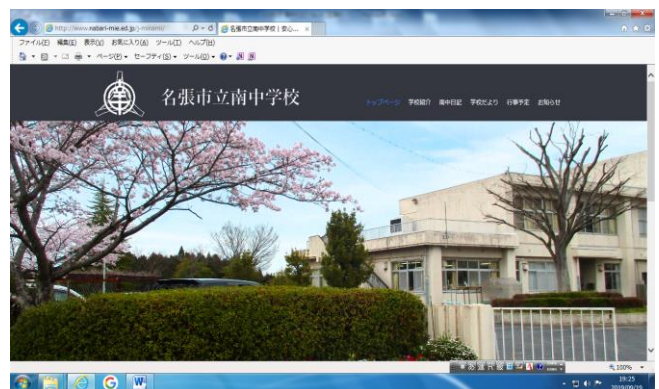 http://www.nabari-mie.ed.jp/j-minami/
名張市立南中学校 | 安心...
ファイル(F) 編集(E) 表示(V) お気に入り(A) ツール(T) ヘルプ(H)
ページ(P) セーフティ(S) ツール(O)
名張市立南中学校
トップページ 学校紹介 南中日記 学校だより 行事予定 お知らせ
100%
19:25
2019/09/19